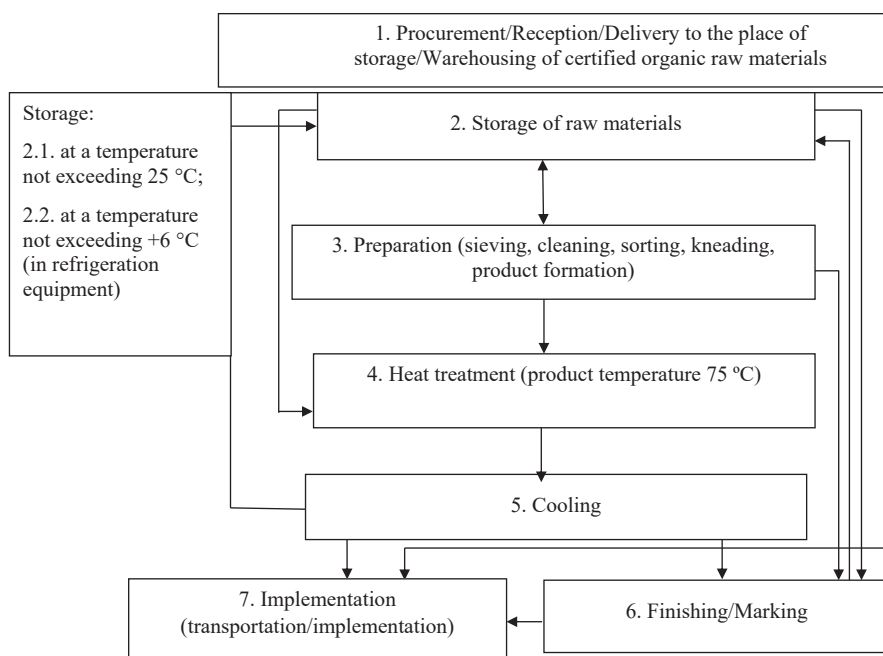 1. Procurement/Reception/Delivery to the place of
storage/Warehousing of certified organic raw materials
Storage:
2.1. at a temperature
not exceeding 25 °C;
2.2. at a temperature
not exceeding +6 °C
(in refrigeration
equipment)
2. Storage of raw materials
3. Preparation (sieving, cleaning, sorting, kneading,
product formation)
4. Heat treatment (product temperature 75 ºC)
5. Cooling
7. Implementation
(transportation/implementation)
6. Finishing/Marking